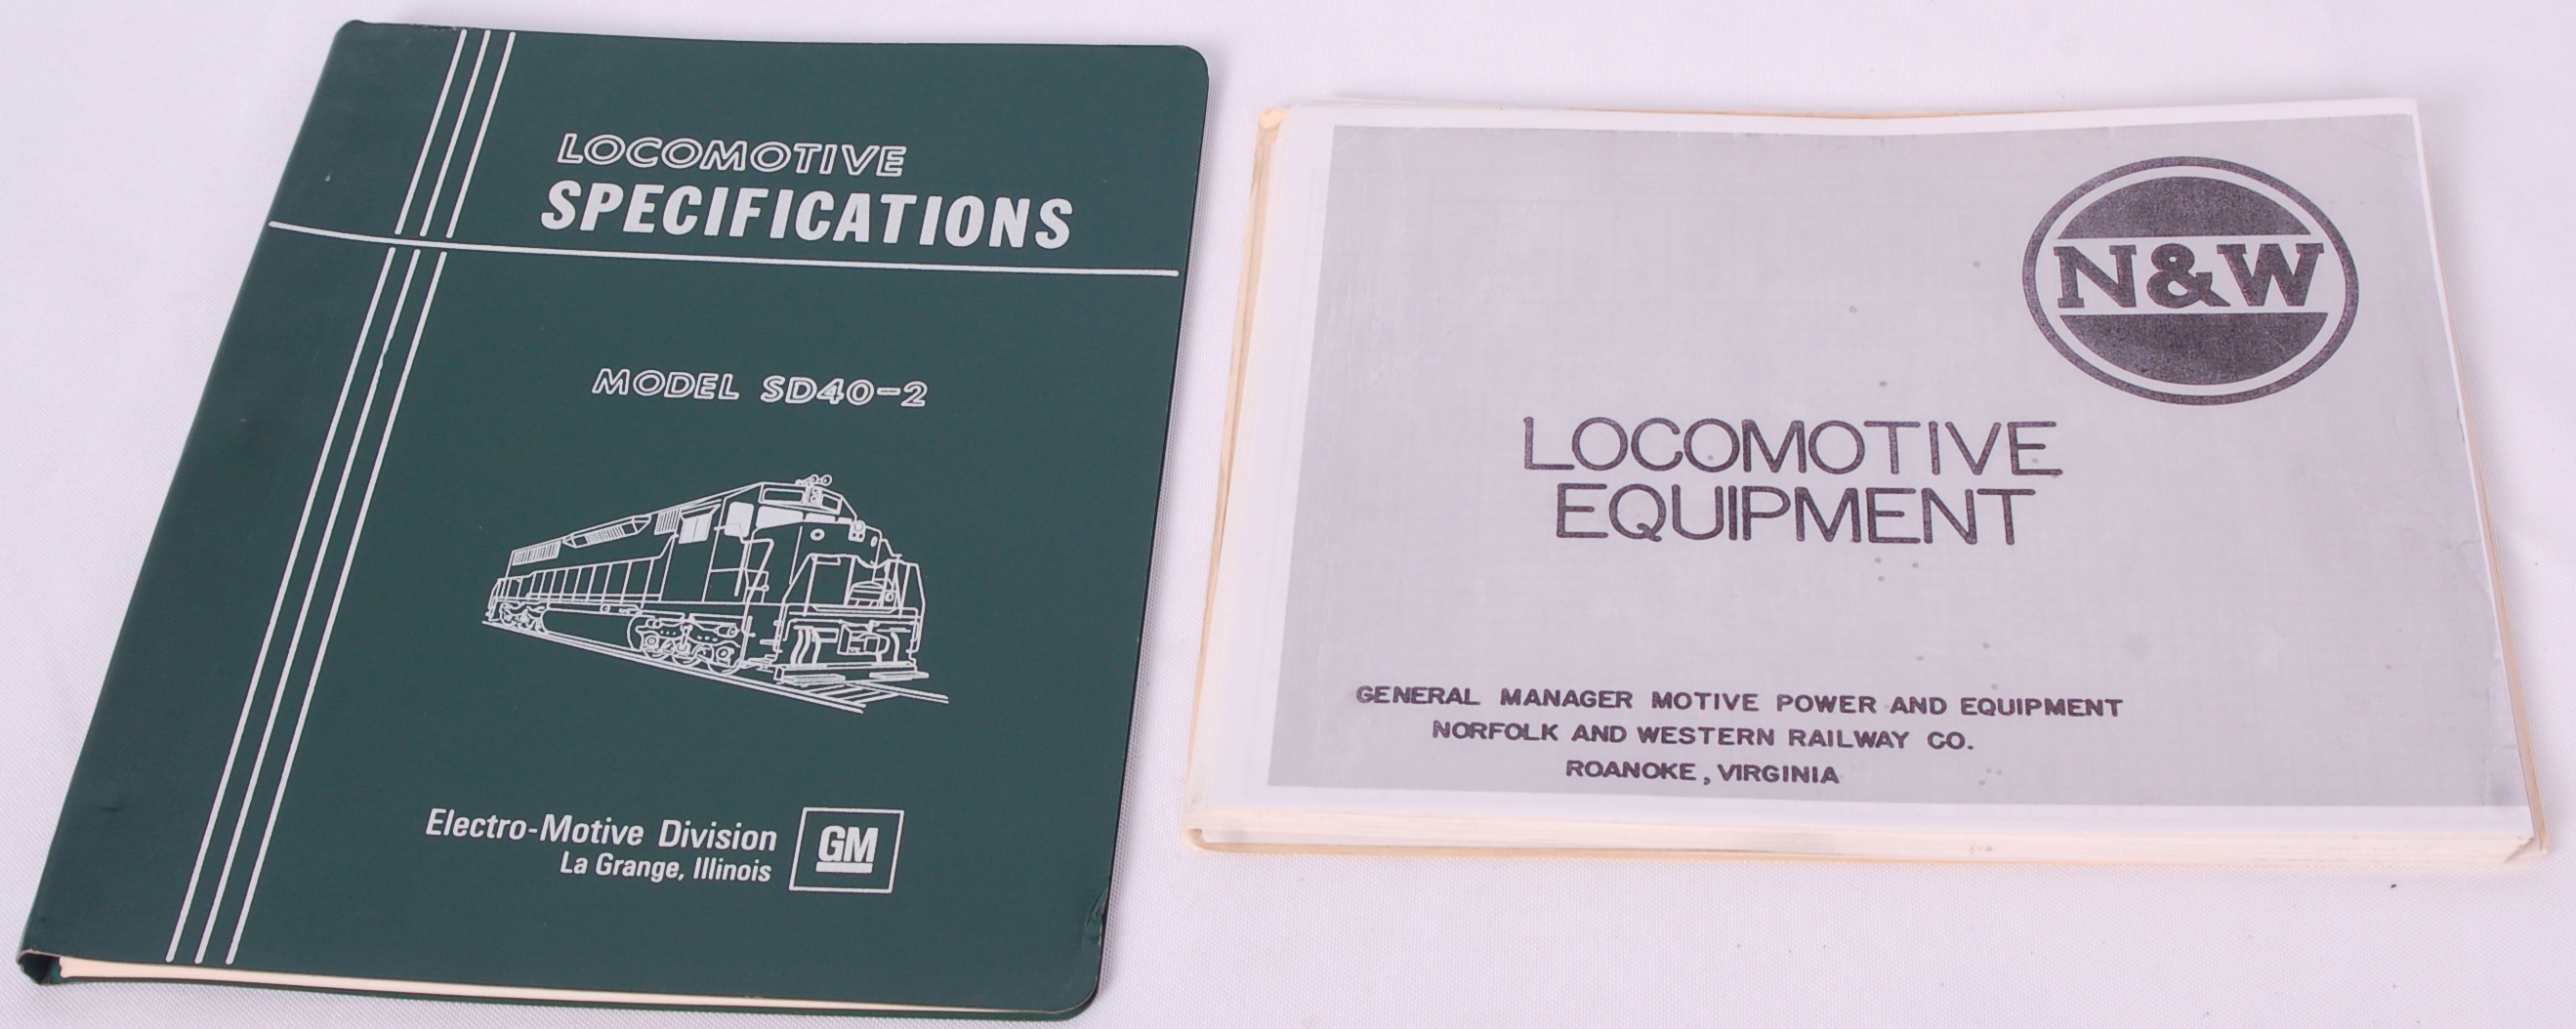 LOCOMOTIVE
SPECIFICATIONS
MODEL SD40-2
Electro-Motive Division
La Grange, Illinois
GM
N&W
LOCOMOTIVE
EQUIPMENT
GENERAL MANAGER MOTIVE POWER AND EQUIPMENT
NORFOLK AND WESTERN RAILWAY CO.
ROANOKE, VIRGINIA